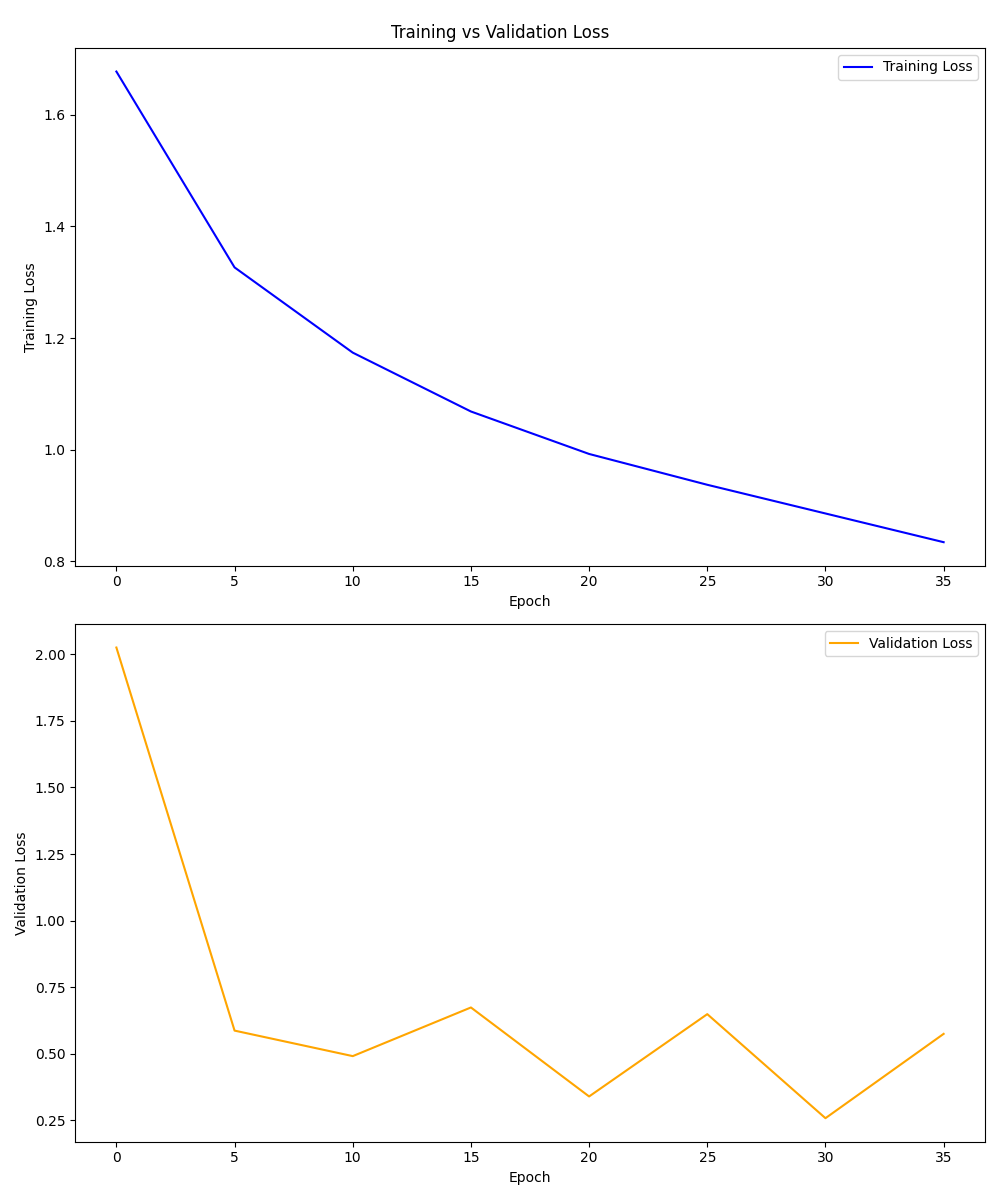 Training vs Validation Loss
Training Loss
1.6
1.4
1.2
1.0
0.8
Training Loss
0 5 10 15 20 25 30 35
Epoch
Validation Loss
2.00
1.75
1.50
1.25
1.00
0.75
0.50
0.25
Validation Loss
0 5 10 15 20 25 30 35
Epoch